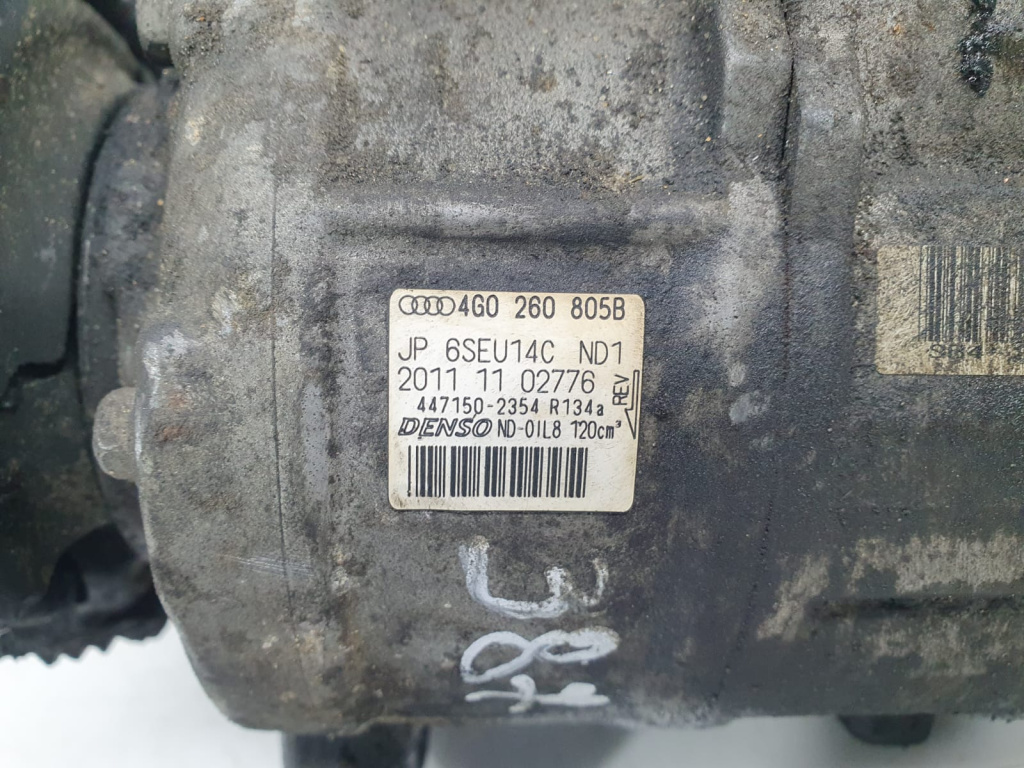 4G0 260 805B
JP 6SEU14C ND1
2011 11 02776
REV
447150-2354 R134a
DENSO ND-OIL8 120cm³